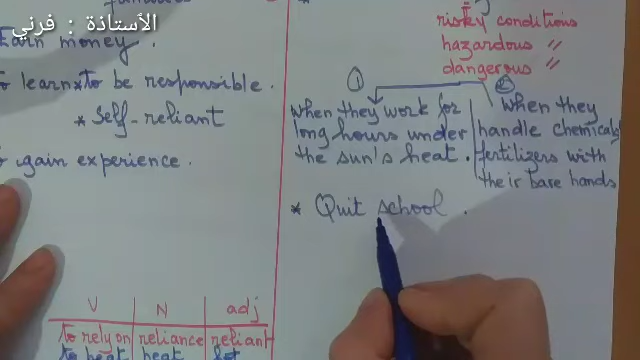 الأستاذة : فرني
Earn money .
to learn * to be responsible .
* self-reliant
to gain experience .
V N adj
to rely on reliance reliant
to heat heat hot
risky conditions
hazardous "
dangerous "
① ②
when they work for
long hours under
the sun's heat .
when they
handle chemicals
fertilizers with
their bare hands
* Quit school .